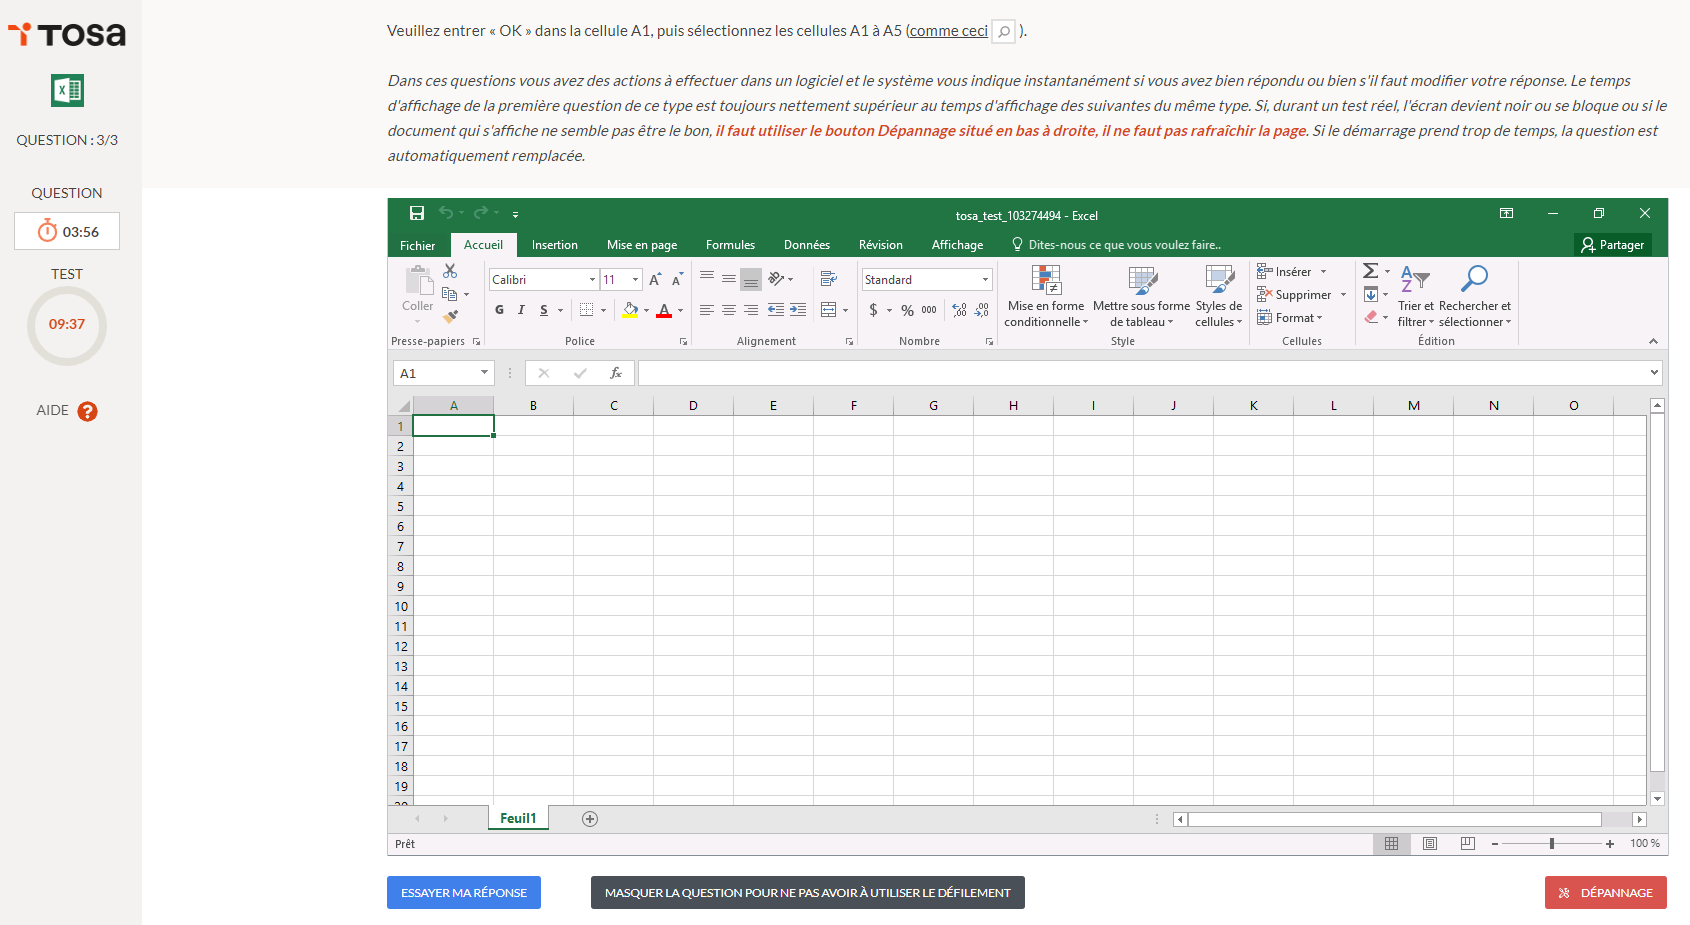 TOSA
QUESTION : 3/3
QUESTION
03:56
TEST
09:37
AIDE ?
Veuillez entrer « OK » dans la cellule A1, puis sélectionnez les cellules A1 à A5 (comme ceci ).
Dans ces questions vous avez des actions à effectuer dans un logiciel et le système vous indique instantanément si vous avez bien répondu ou bien s'il faut modifier votre réponse. Le temps
d'affichage de la première question de ce type est toujours nettement supérieur au temps d'affichage des suivantes du même type. Si, durant un test réel, l'écran devient noir ou se bloque ou si le
document qui s'affiche ne semble pas être le bon, il faut utiliser le bouton Dépannage situé en bas à droite, il ne faut pas rafraîchir la page. Si le démarrage prend trop de temps, la question est
automatiquement remplacée.
tosa_test_103274494 - Excel
Fichier Accueil Insertion Mise en page Formules Données Révision Affichage Dites-nous ce que vous voulez faire.. Partager
Calibri 11 Standard
Coller
G I S A $ % 000
Mise en forme
conditionnelle
Mettre sous forme
de tableau
Styles de
cellules
Insérer
Supprimer
Format
Trier et
filtrer
Rechercher et
sélectionner
Presse-papiers Police Alignement Nombre Style Cellules Édition
A1 fx
A B C D E F G H I J K L M N O
1
2
3
4
5
6
7
8
9
10
11
12
13
14
15
16
17
18
19
20
Feuil1
Prêt 100 %
ESSAYER MA RÉPONSE MASQUER LA QUESTION POUR NE PAS AVOIR À UTILISER LE DÉFILEMENT DÉPANNAGE